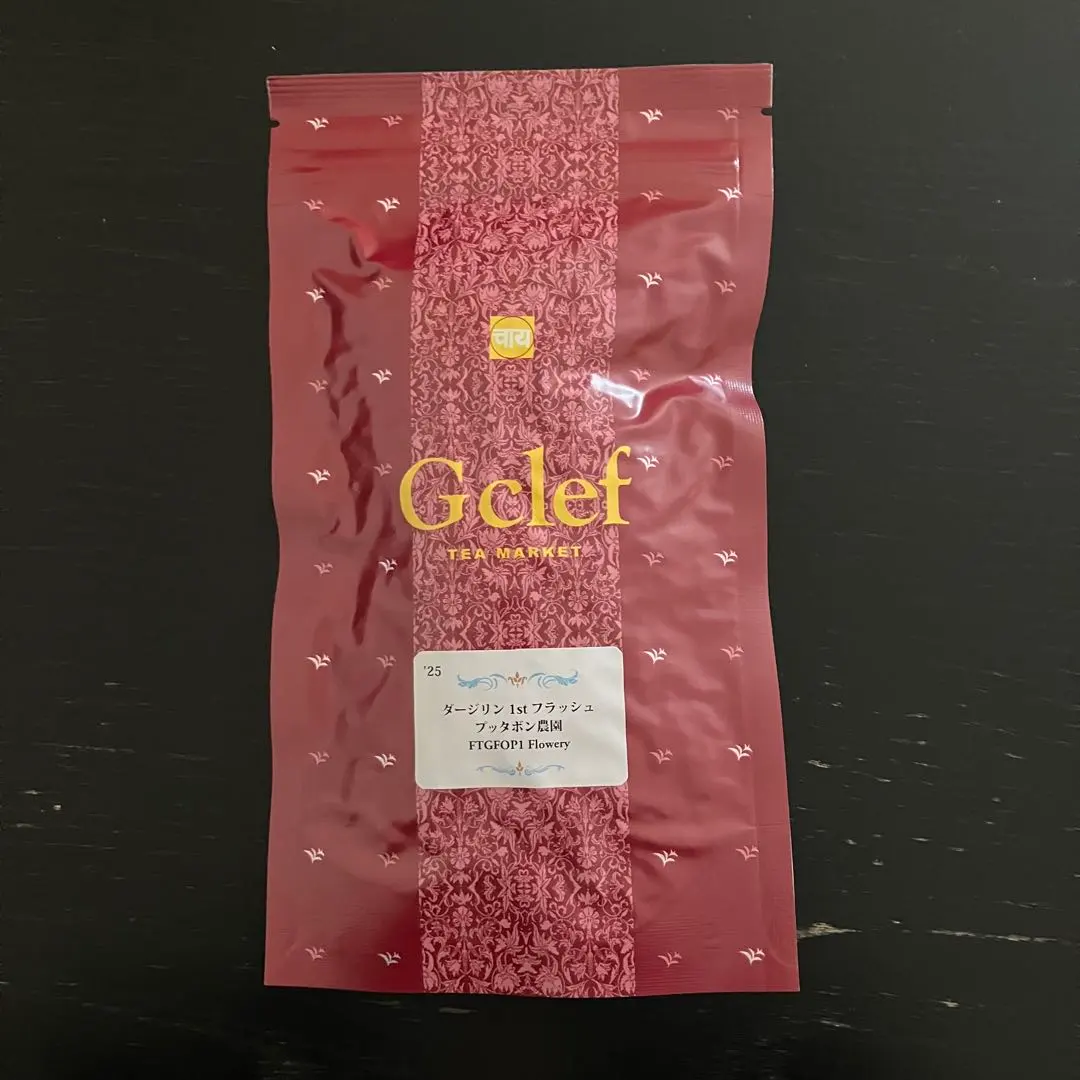 चाय
Gclef
TEA MARKET
'25
ダージリン 1st フラッシュ
プッタボン農園
FTGFOP1 Flowery